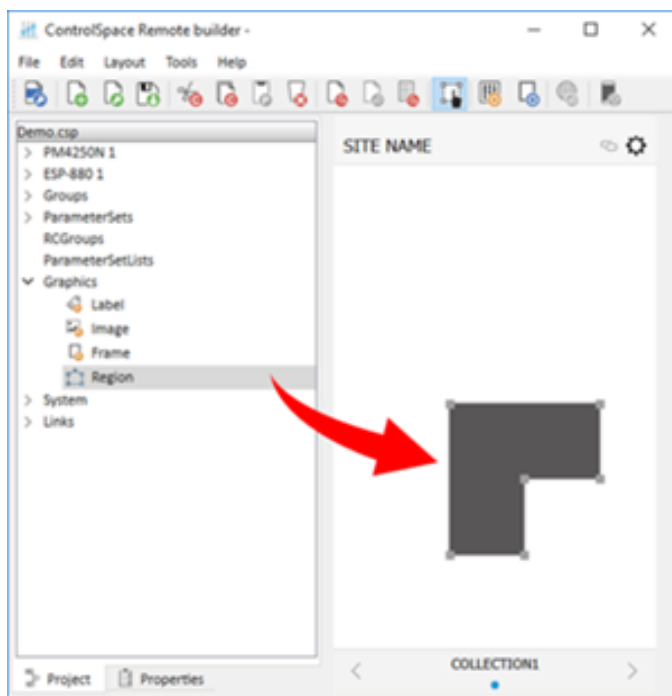 ControlSpace Remote builder -
File Edit Layout Tools Help
Demo.csp
PM4250N 1
ESP-880 1
Groups
ParameterSets
RCGroups
ParameterSetLists
Graphics
Label
Image
Frame
Region
System
Links
Project Properties
SITE NAME
COLLECTION1